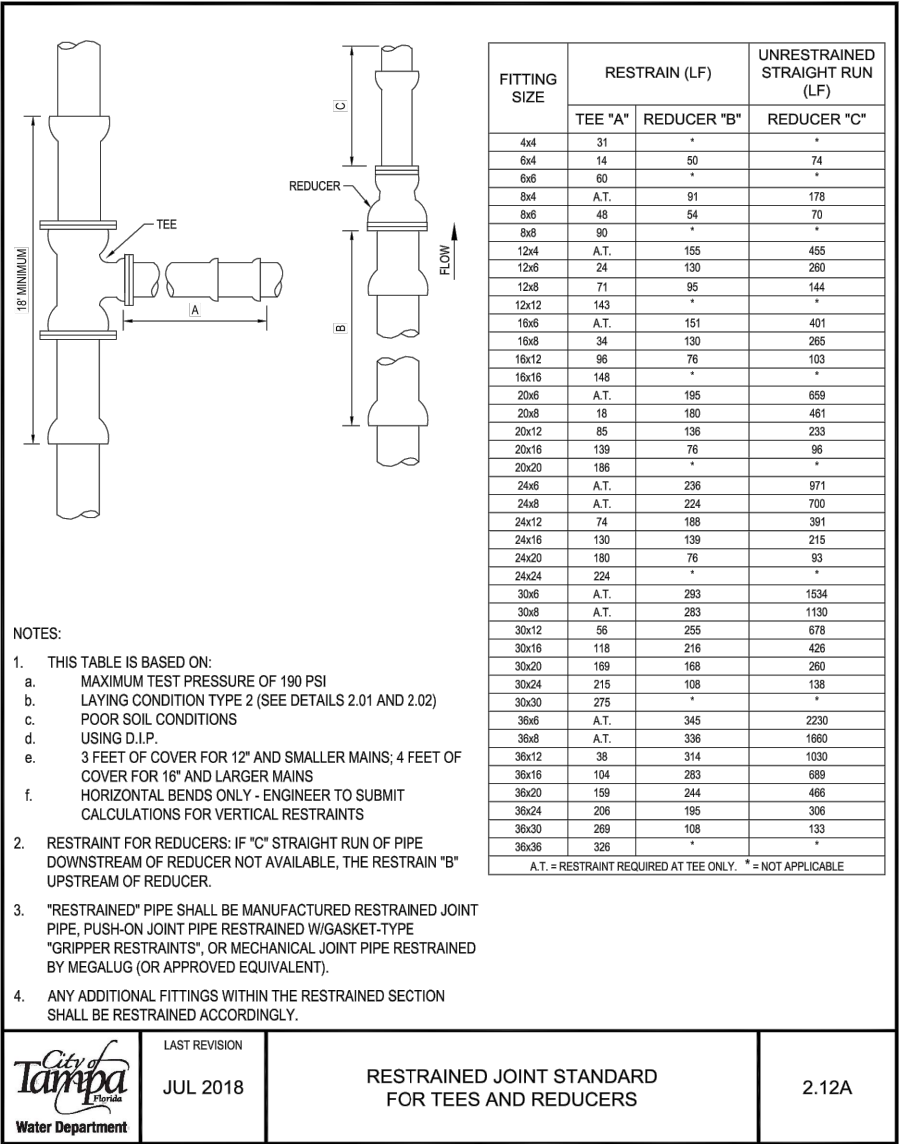 18' MINIMUM
TEE
A
C
REDUCER
B
FLOW
FITTING SIZE | RESTRAIN (LF) | UNRESTRAINED STRAIGHT RUN (LF)
TEE "A" | REDUCER "B" | REDUCER "C"
4x4 31 * *
6x4 14 50 74
6x6 60 * *
8x4 A.T. 91 178
8x6 48 54 70
8x8 90 * *
12x4 A.T. 155 455
12x6 24 130 260
12x8 71 95 144
12x12 143 * *
16x6 A.T. 151 401
16x8 34 130 265
16x12 96 76 103
16x16 148 * *
20x6 A.T. 195 659
20x8 18 180 461
20x12 85 136 233
20x16 139 76 96
20x20 186 * *
24x6 A.T. 236 971
24x8 A.T. 224 700
24x12 74 188 391
24x16 130 139 215
24x20 180 76 93
24x24 224 * *
30x6 A.T. 293 1534
30x8 A.T. 283 1130
30x12 56 255 678
30x16 118 216 426
30x20 169 168 260
30x24 215 108 138
30x30 275 * *
36x6 A.T. 345 2230
36x8 A.T. 336 1660
36x12 38 314 1030
36x16 104 283 689
36x20 159 244 466
36x24 206 195 306
36x30 269 108 133
36x36 326 * *
A.T. = RESTRAINT REQUIRED AT TEE ONLY. * = NOT APPLICABLE
NOTES:
1. THIS TABLE IS BASED ON:
a. MAXIMUM TEST PRESSURE OF 190 PSI
b. LAYING CONDITION TYPE 2 (SEE DETAILS 2.01 AND 2.02)
c. POOR SOIL CONDITIONS
d. USING D.I.P.
e. 3 FEET OF COVER FOR 12" AND SMALLER MAINS; 4 FEET OF
COVER FOR 16" AND LARGER MAINS
f. HORIZONTAL BENDS ONLY - ENGINEER TO SUBMIT
CALCULATIONS FOR VERTICAL RESTRAINTS
2. RESTRAINT FOR REDUCERS: IF "C" STRAIGHT RUN OF PIPE
DOWNSTREAM OF REDUCER NOT AVAILABLE, THE RESTRAIN "B"
UPSTREAM OF REDUCER.
3. "RESTRAINED" PIPE SHALL BE MANUFACTURED RESTRAINED JOINT
PIPE, PUSH-ON JOINT PIPE RESTRAINED W/GASKET-TYPE
"GRIPPER RESTRAINTS", OR MECHANICAL JOINT PIPE RESTRAINED
BY MEGALUG (OR APPROVED EQUIVALENT).
4. ANY ADDITIONAL FITTINGS WITHIN THE RESTRAINED SECTION
SHALL BE RESTRAINED ACCORDINGLY.
City of
Tampa
Florida
Water Department
LAST REVISION
JUL 2018
RESTRAINED JOINT STANDARD
FOR TEES AND REDUCERS
2.12A